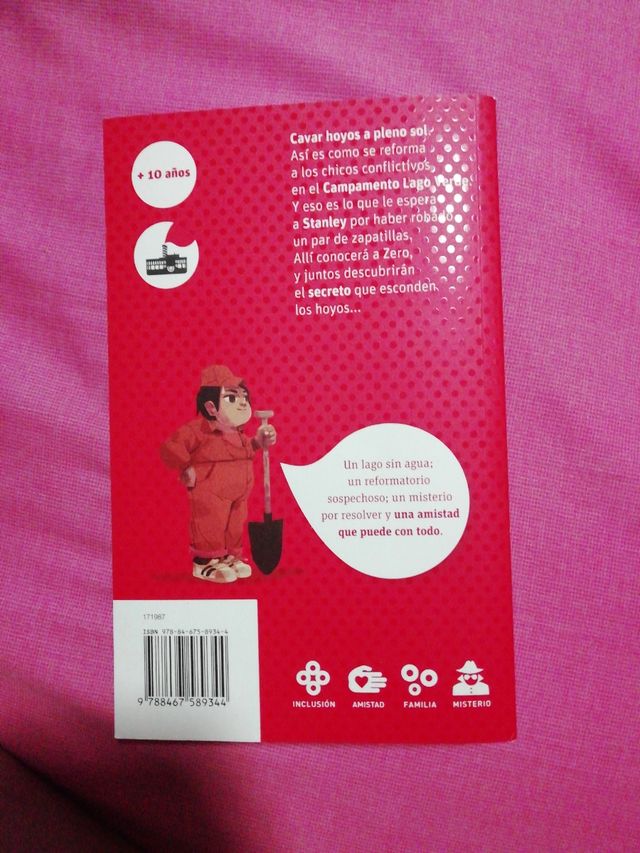 + 10 años
Cavar hoyos a pleno sol.
Así es como se reforma
a los chicos conflictivos
en el Campamento Lago Verde.
Y eso es lo que le espera
a Stanley por haber robado
un par de zapatillas.
Allí conocerá a Zero,
y juntos descubrirán
el secreto que esconden
los hoyos...
Un lago sin agua;
un reformatorio
sospechoso; un misterio
por resolver y una amistad
que puede con todo.
171987
ISBN 978-84-675-8934-4
9 788467 589344
INCLUSIÓN AMISTAD FAMILIA MISTERIO